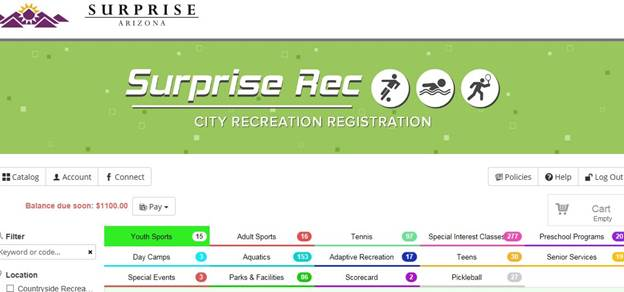 SURPRISE
ARIZONA
Surprise Rec
CITY RECREATION REGISTRATION
Catalog Account Connect Policies Help Log Out
Balance due soon: $1100.00 Pay Cart
Empty
Filter Youth Sports 15 Adult Sports 16 Tennis 97 Special Interest Classes 277 Preschool Programs 20
Keyword or code... × Day Camps 3 Aquatics 153 Adaptive Recreation 17 Teens 30 Senior Services 19
Location Special Events 3 Parks & Facilities 86 Scorecard 2 Pickleball 27
Countryside Recrea...